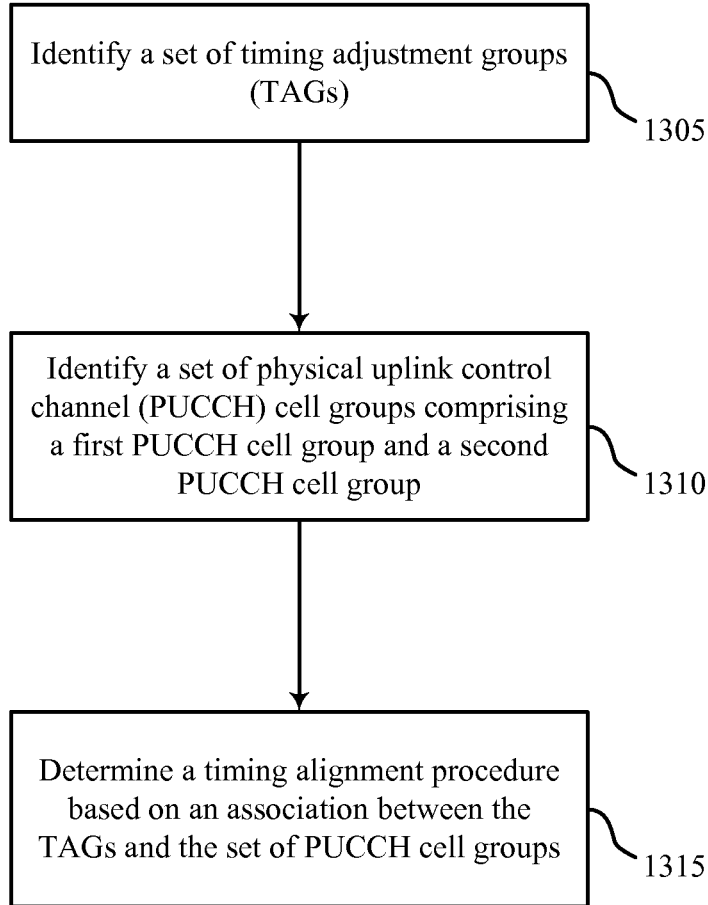 Identify a set of timing adjustment groups
(TAGs)
1305
Identify a set of physical uplink control
channel (PUCCH) cell groups comprising
a first PUCCH cell group and a second
PUCCH cell group
1310
Determine a timing alignment procedure
based on an association between the
TAGs and the set of PUCCH cell groups
1315